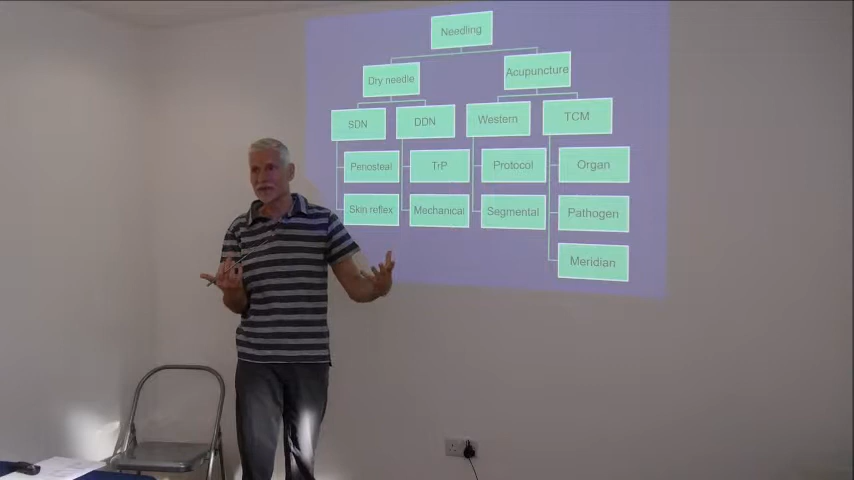 Needling
Dry needle
Acupuncture
SDN
DDN
Western
TCM
Periosteal
TrP
Protocol
Organ
Skin reflex
Mechanical
Segmental
Pathogen
Meridian